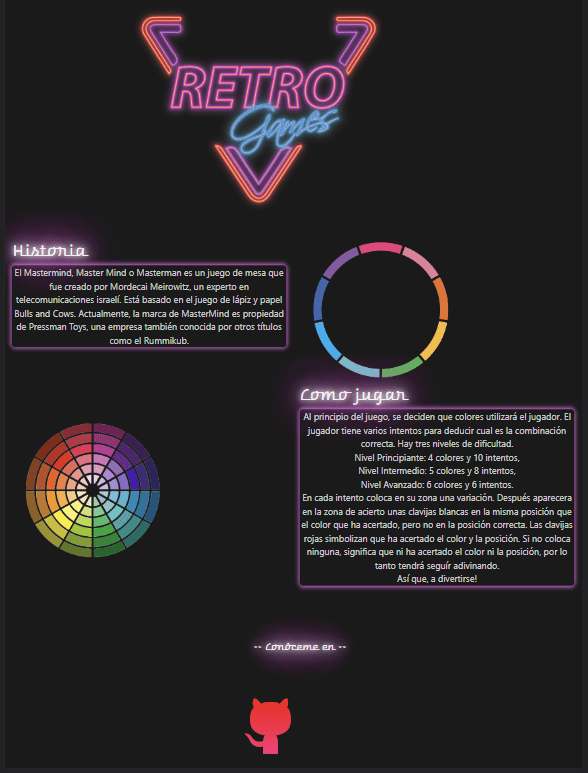 RETRO
Games
Historia
El Mastermind, Master Mind o Masterman es un juego de mesa que
fue creado por Mordecai Meirowitz, un experto en
telecomunicaciones israelí. Está basado en el juego de lápiz y papel
Bulls and Cows. Actualmente, la marca de MasterMind es propiedad
de Pressman Toys, una empresa también conocida por otros títulos
como el Rummikub.
Como jugar
Al principio del juego, se deciden que colores utilizará el jugador. El
jugador tiene varios intentos para deducir cual es la combinación
correcta. Hay tres niveles de dificultad.
Nivel Principiante: 4 colores y 10 intentos,
Nivel Intermedio: 5 colores y 8 intentos,
Nivel Avanzado: 6 colores y 6 intentos.
En cada intento coloca en su zona una variación. Después aparecera
en la zona de acierto unas clavijas blancas en la misma posición que
el color que ha acertado, pero no en la posición correcta. Las clavijas
rojas simbolizan que ha acertado el color y la posición. Si no coloca
ninguna, significa que ni ha acertado el color ni la posición, por lo
tanto tendrá seguír adivinando.
Así que, a divertirse!
-- Conòceme en --